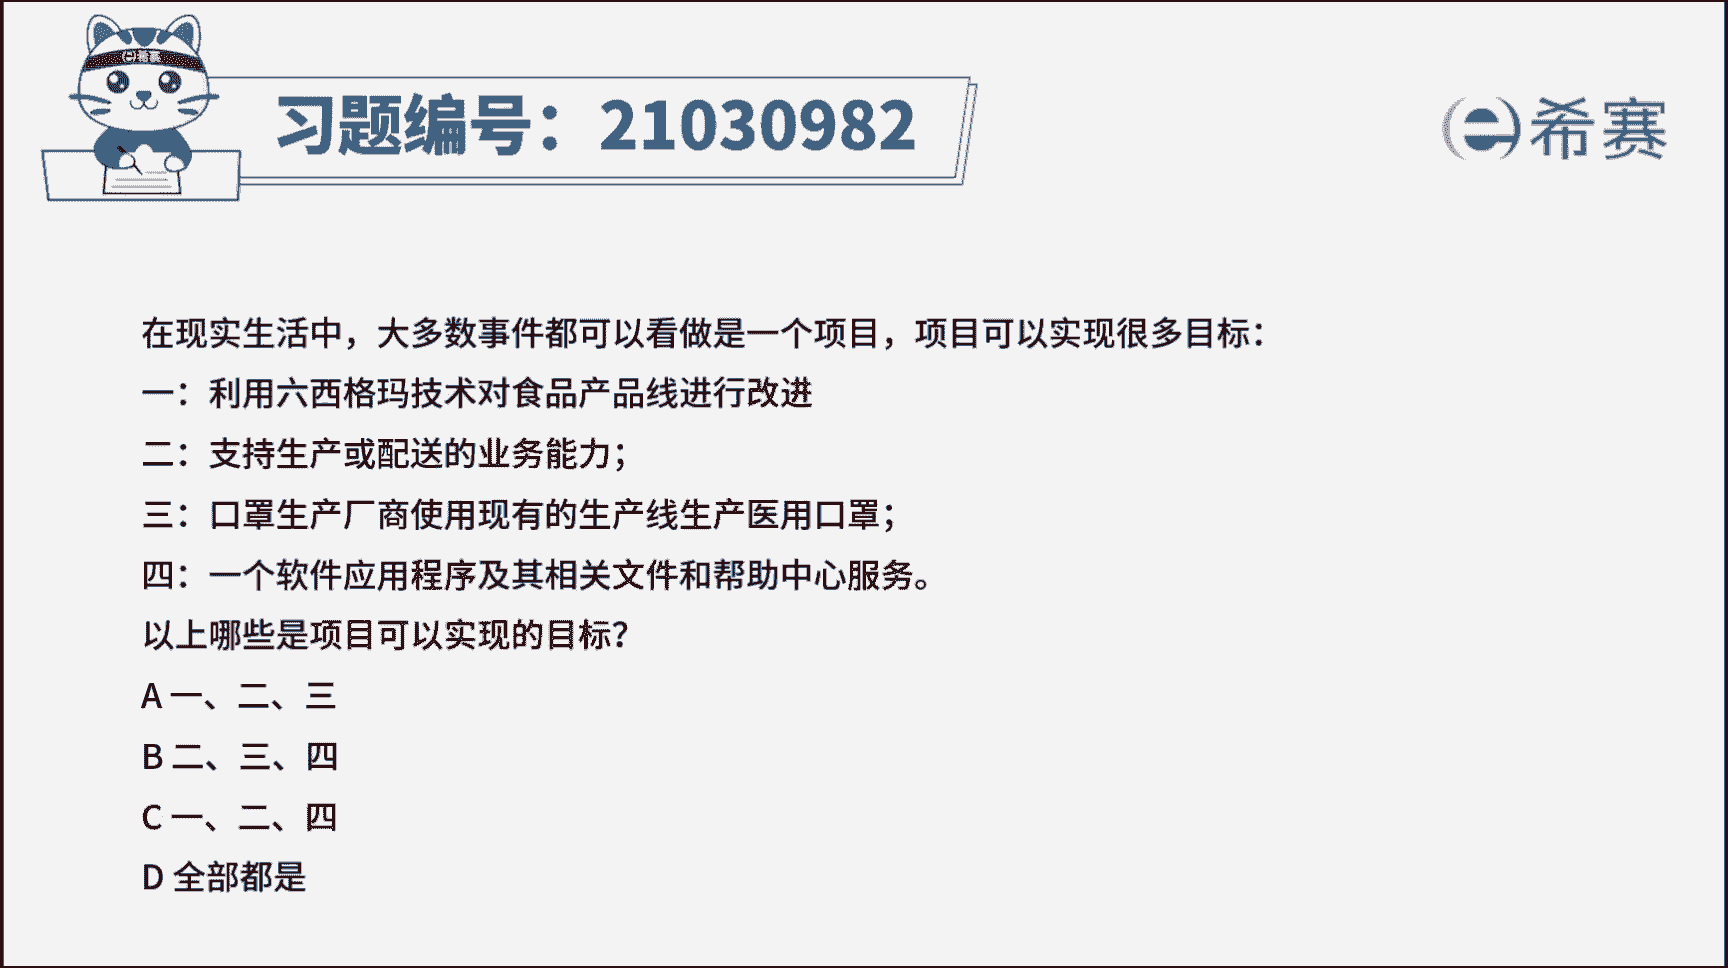 希赛
习题编号：21030982
希赛
在现实生活中，大多数事件都可以看做是一个项目，项目可以实现很多目标：
一：利用六西格玛技术对食品产品线进行改进
二：支持生产或配送的业务能力；
三：口罩生产厂商使用现有的生产线生产医用口罩；
四：一个软件应用程序及其相关文件和帮助中心服务。
以上哪些是项目可以实现的目标？
A 一、二、三
B 二、三、四
C 一、二、四
D 全部都是